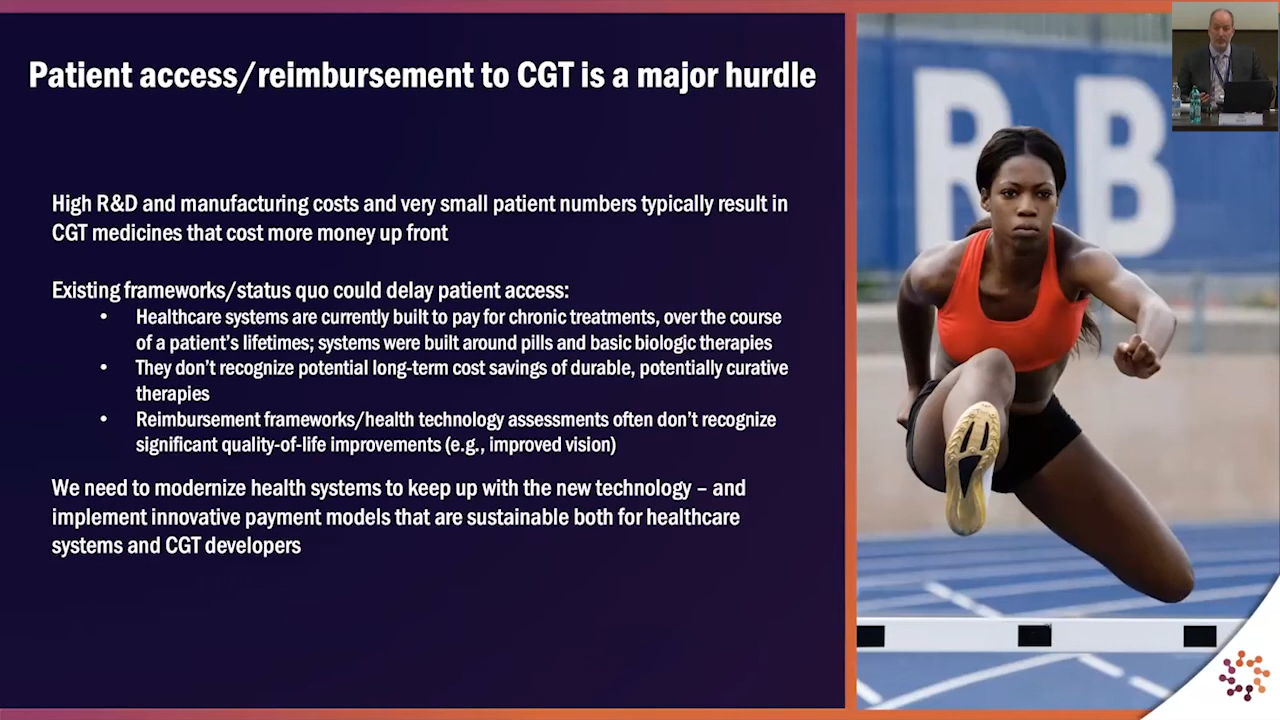 Patient access/reimbursement to CGT is a major hurdle
High R&D and manufacturing costs and very small patient numbers typically result in
CGT medicines that cost more money up front
Existing frameworks/status quo could delay patient access:
• Healthcare systems are currently built to pay for chronic treatments, over the course
of a patient’s lifetimes; systems were built around pills and basic biologic therapies
• They don’t recognize potential long-term cost savings of durable, potentially curative
therapies
• Reimbursement frameworks/health technology assessments often don’t recognize
significant quality-of-life improvements (e.g., improved vision)
We need to modernize health systems to keep up with the new technology – and
implement innovative payment models that are sustainable both for healthcare
systems and CGT developers
R B